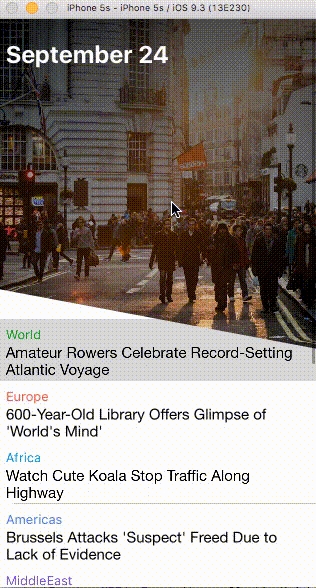 iPhone 5s - iPhone 5s / iOS 9.3 (13E230)
September 24
World
Amateur Rowers Celebrate Record-Setting
Atlantic Voyage
Europe
600-Year-Old Library Offers Glimpse of
'World's Mind'
Africa
Watch Cute Koala Stop Traffic Along
Highway
Americas
Brussels Attacks 'Suspect' Freed Due to
Lack of Evidence
MiddleEast